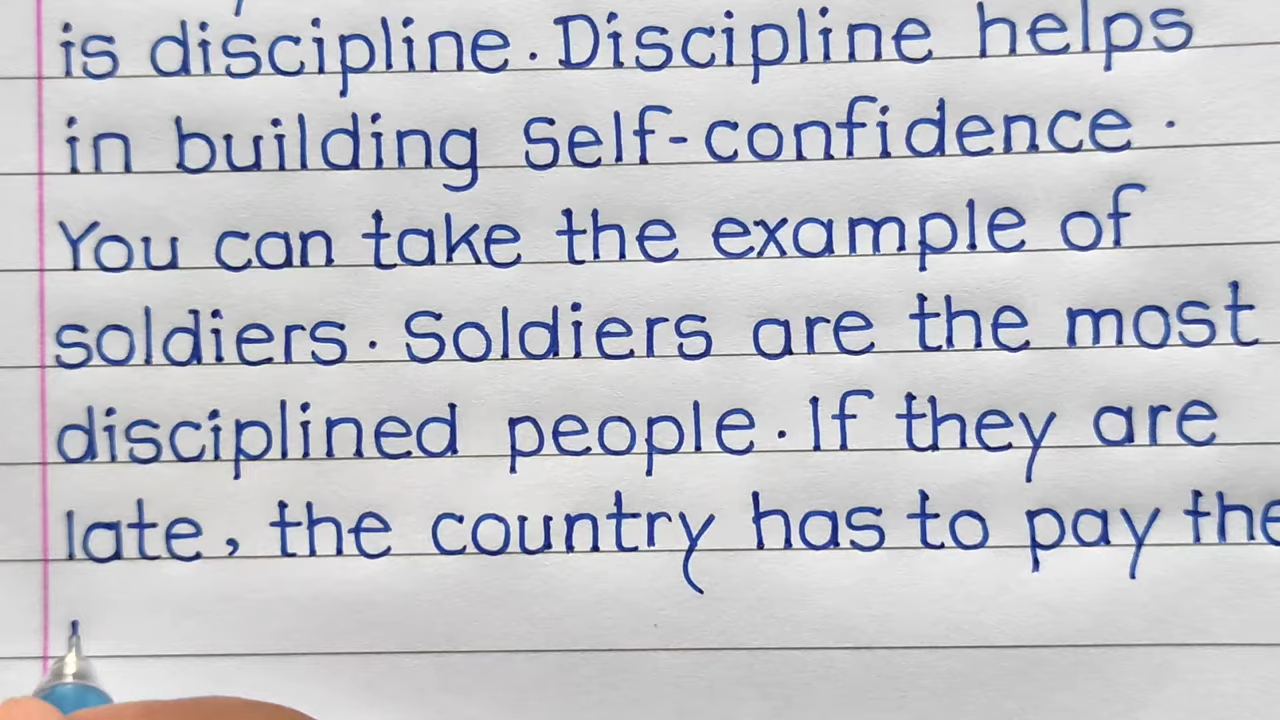 is discipline. Discipline helps
in building self-confidence.
You can take the example of
soldiers. Soldiers are the most
disciplined people. If they are
late, the country has to pay the